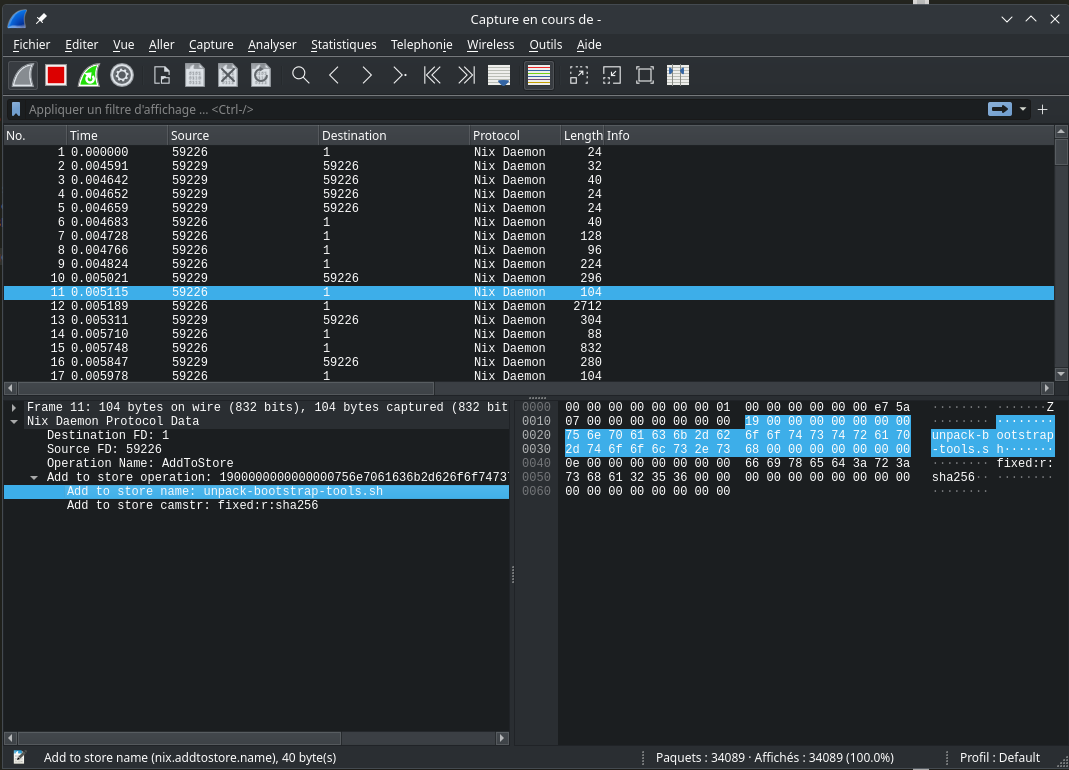 Capture en cours de -
Fichier Editer Vue Aller Capture Analyser Statistiques Telephonie Wireless Outils Aide
Appliquer un filtre d'affichage ... <Ctrl-/>
No. Time Source Destination Protocol Length Info
1 0.000000 59226 1 Nix Daemon 24
2 0.004591 59229 59226 Nix Daemon 32
3 0.004642 59229 59226 Nix Daemon 40
4 0.004652 59229 59226 Nix Daemon 24
5 0.004659 59229 59226 Nix Daemon 24
6 0.004683 59226 1 Nix Daemon 40
7 0.004728 59226 1 Nix Daemon 128
8 0.004766 59226 1 Nix Daemon 96
9 0.004824 59226 1 Nix Daemon 224
10 0.005021 59229 59226 Nix Daemon 296
11 0.005115 59226 1 Nix Daemon 104
12 0.005189 59226 1 Nix Daemon 2712
13 0.005311 59229 59226 Nix Daemon 304
14 0.005710 59226 1 Nix Daemon 88
15 0.005748 59226 1 Nix Daemon 832
16 0.005847 59229 59226 Nix Daemon 280
17 0.005978 59226 1 Nix Daemon 104
Frame 11: 104 bytes on wire (832 bits), 104 bytes captured (832 bit
Nix Daemon Protocol Data
Destination FD: 1
Source FD: 59226
Operation Name: AddToStore
Add to store operation: 1900000000000000756e7061636b2d626f6f74737
Add to store name: unpack-bootstrap-tools.sh
Add to store camstr: fixed:r:sha256
0000 00 00 00 00 00 00 00 01 00 00 00 00 00 00 e7 5a ········ ·······Z
0010 07 00 00 00 00 00 00 00 19 00 00 00 00 00 00 00 ········ ········
0020 75 6e 70 61 63 6b 2d 62 6f 6f 74 73 74 72 61 70 unpack-b ootstrap
0030 2d 74 6f 6f 6c 73 2e 73 68 00 00 00 00 00 00 00 -tools.s h·······
0040 0e 00 00 00 00 00 00 00 66 69 78 65 64 3a 72 3a ········ fixed:r:
0050 73 68 61 32 35 36 00 00 00 00 00 00 00 00 00 00 sha256·· ········
0060 00 00 00 00 00 00 00 00 ········
Add to store name (nix.addtostore.name), 40 byte(s)
Paquets : 34089 · Affichés : 34089 (100.0%)
Profil : Default